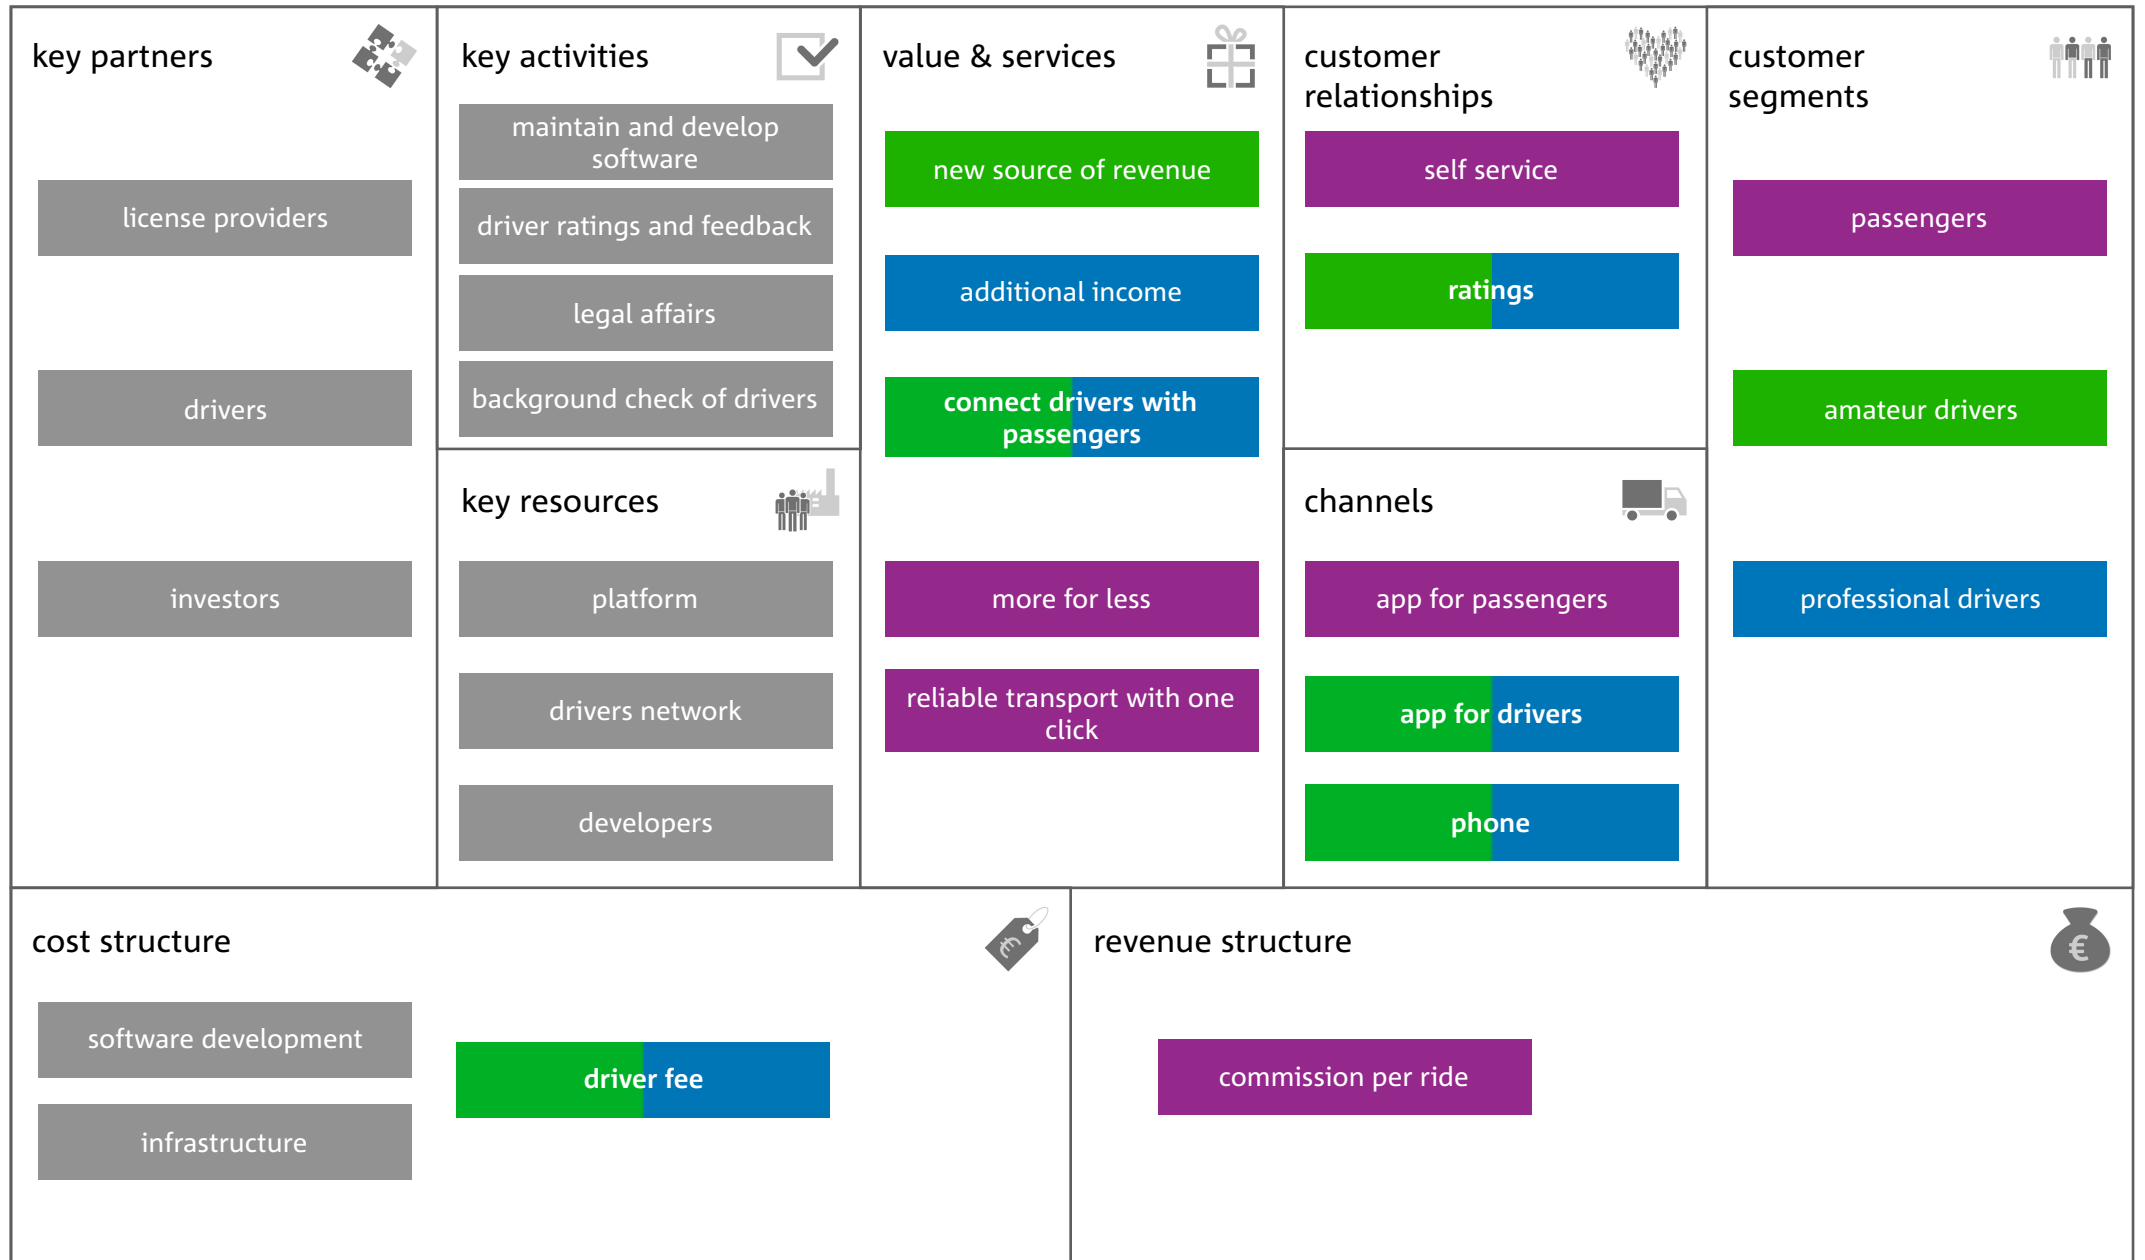 key partners
license providers
drivers
investors
key activities
maintain and develop
software
driver ratings and feedback
legal affairs
background check of drivers
key resources
platform
drivers network
developers
value & services
new source of revenue
additional income
connect drivers with
passengers
more for less
reliable transport with one
click
customer
relationships
self service
ratings
channels
app for passengers
app for drivers
phone
customer
segments
passengers
amateur drivers
professional drivers
cost structure
€
software development
infrastructure
driver fee
revenue structure
€
commission per ride